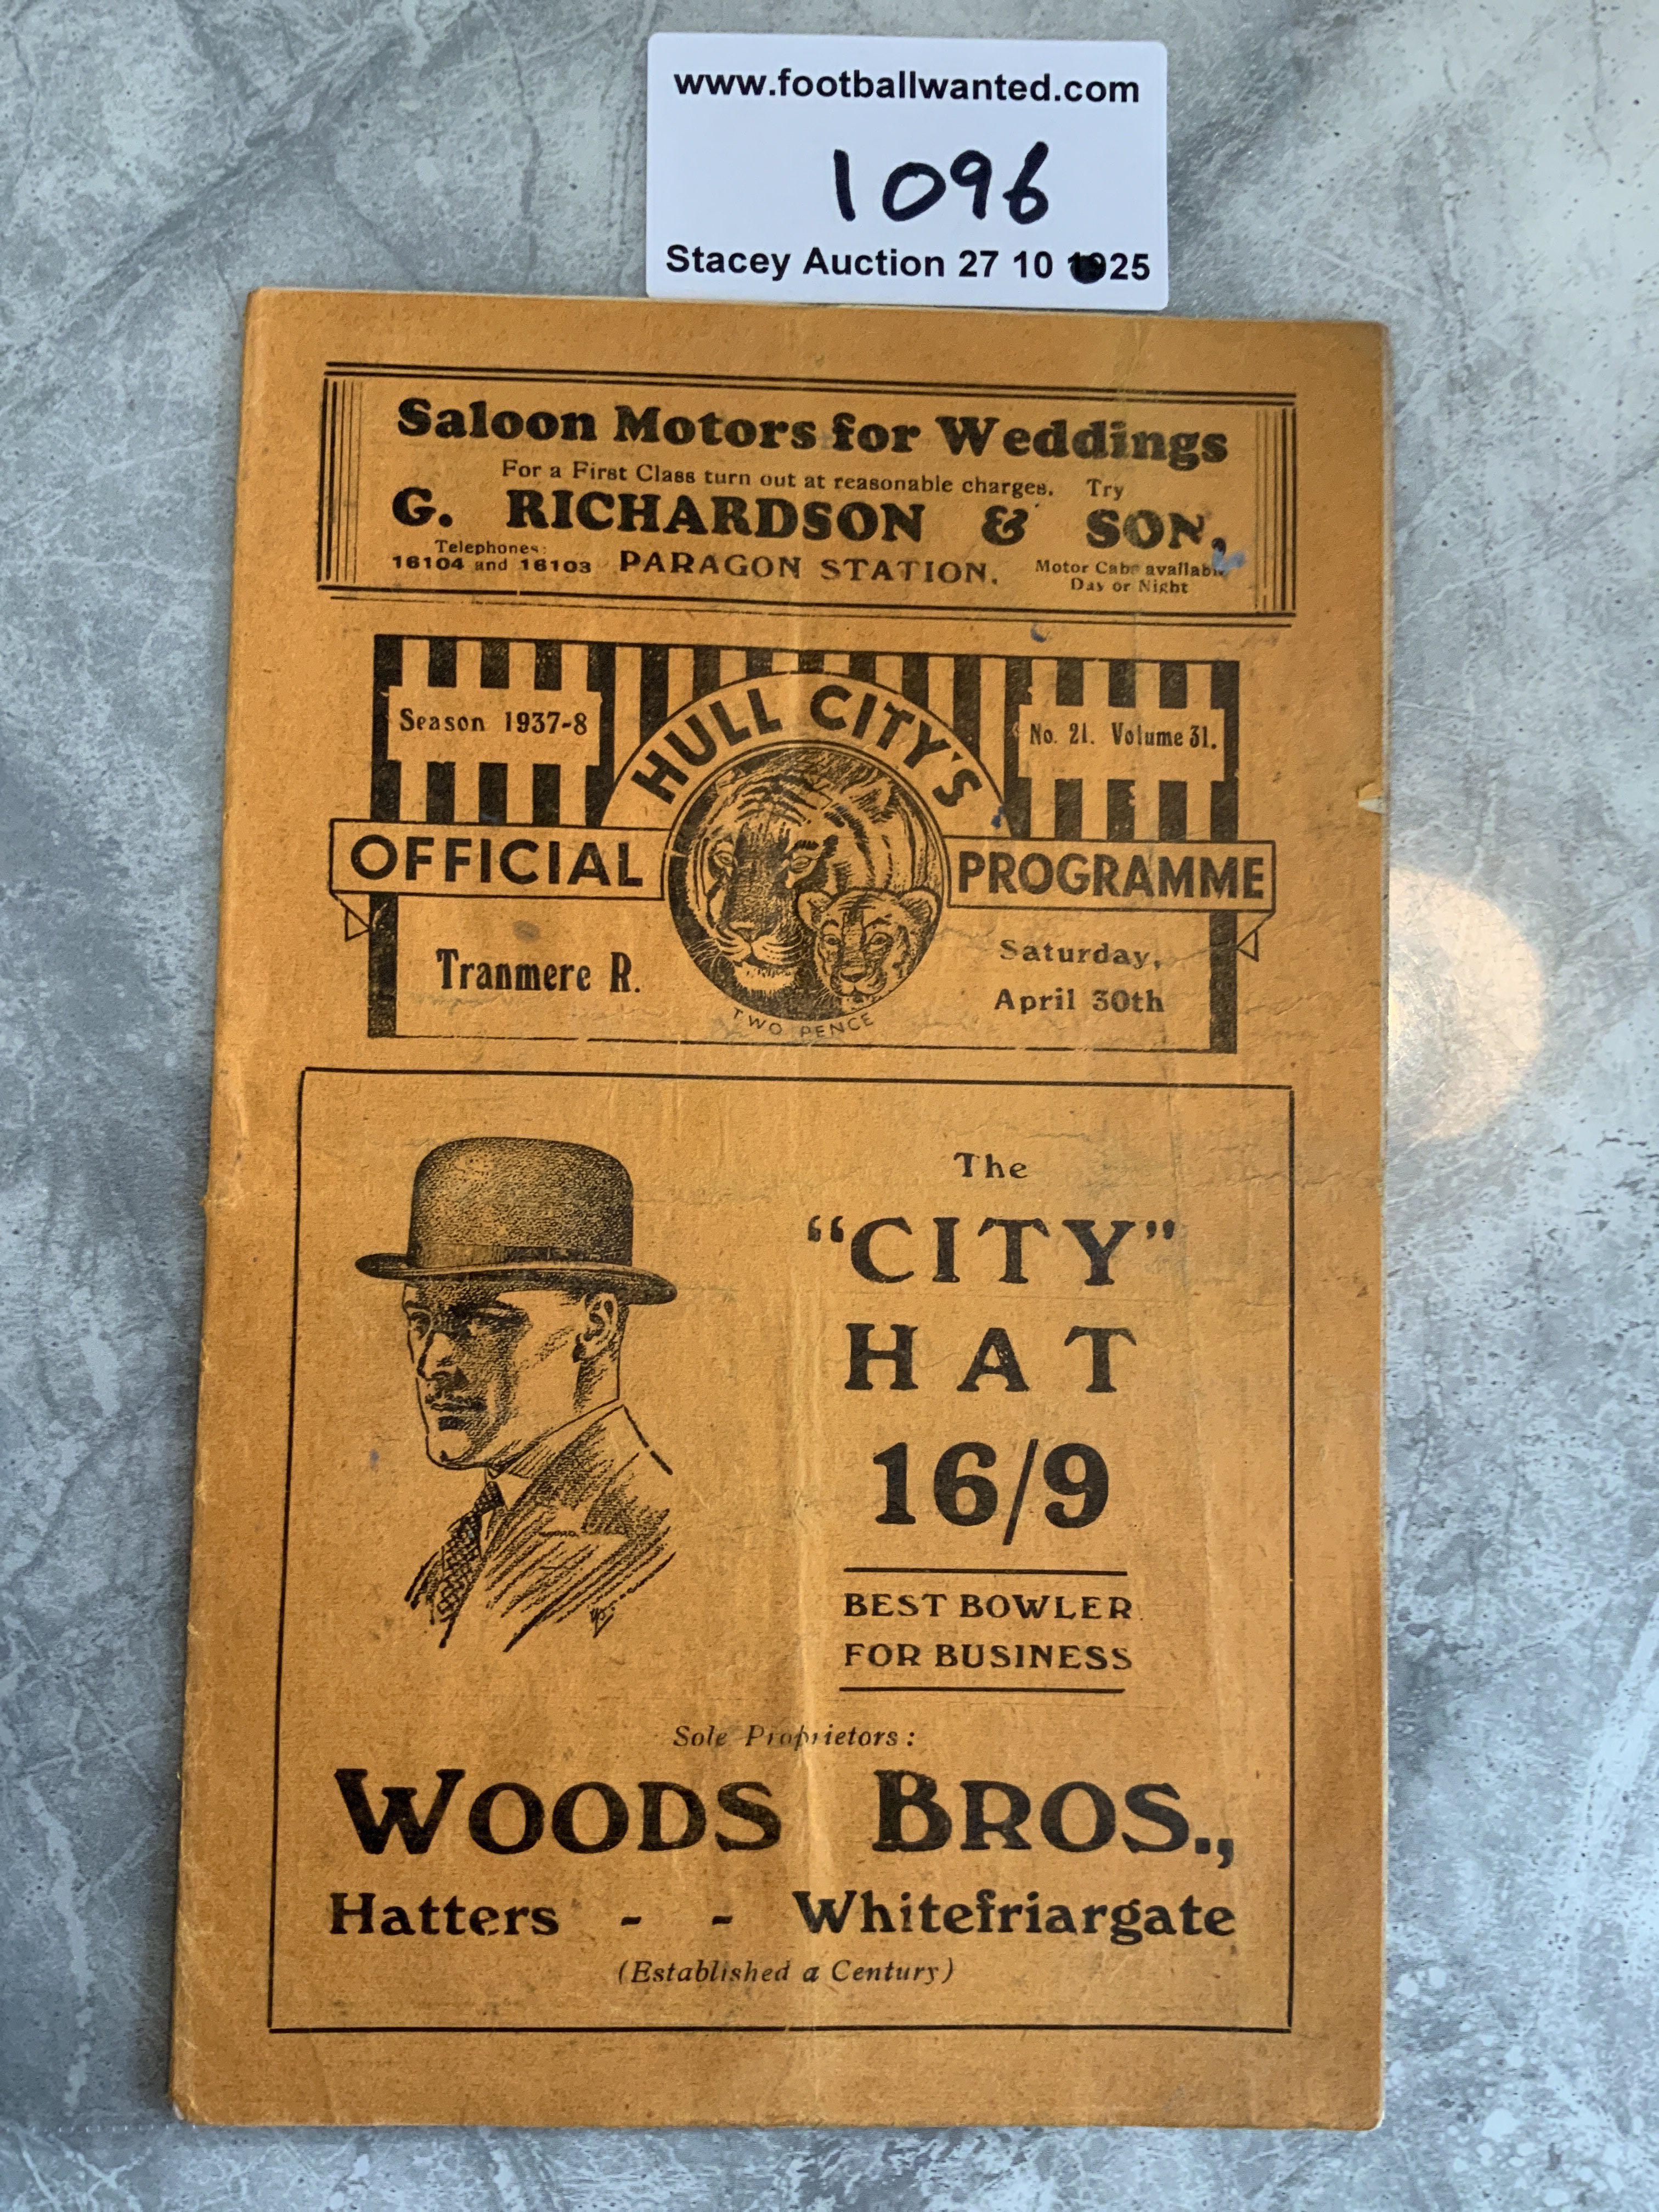 www.footballwanted.com
1096
Stacey Auction 27 10 1925
Saloon Motors for Weddings
For a First Class turn out at reasonable charges. Try
G. RICHARDSON & SON,
Telephones:
16104 and 16103
PARAGON STATION.
Motor Cabs available
Day or Night
Season 1937-8
HULL CITY'S
No. 21. Volume 31.
OFFICIAL PROGRAMME
Tranmere R.
Saturday,
April 30th
TWO PENCE
The
"CITY"
HAT
16/9
BEST BOWLER
FOR BUSINESS
Sole Proprietors:
WOODS BROS.,
Hatters - - Whitefriargate
(Established a Century)